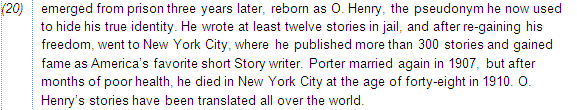 (20) emerged from prison three years later, reborn as O. Henry, the pseudonym he now used
to hide his true identity. He wrote at least twelve stories in jail, and after re-gaining his
freedom, went to New York City, where he published more than 300 stories and gained
fame as America's favorite short Story writer. Porter married again in 1907, but after
months of poor health, he died in New York City at the age of forty-eight in 1910. O.
Henry's stories have been translated all over the world.